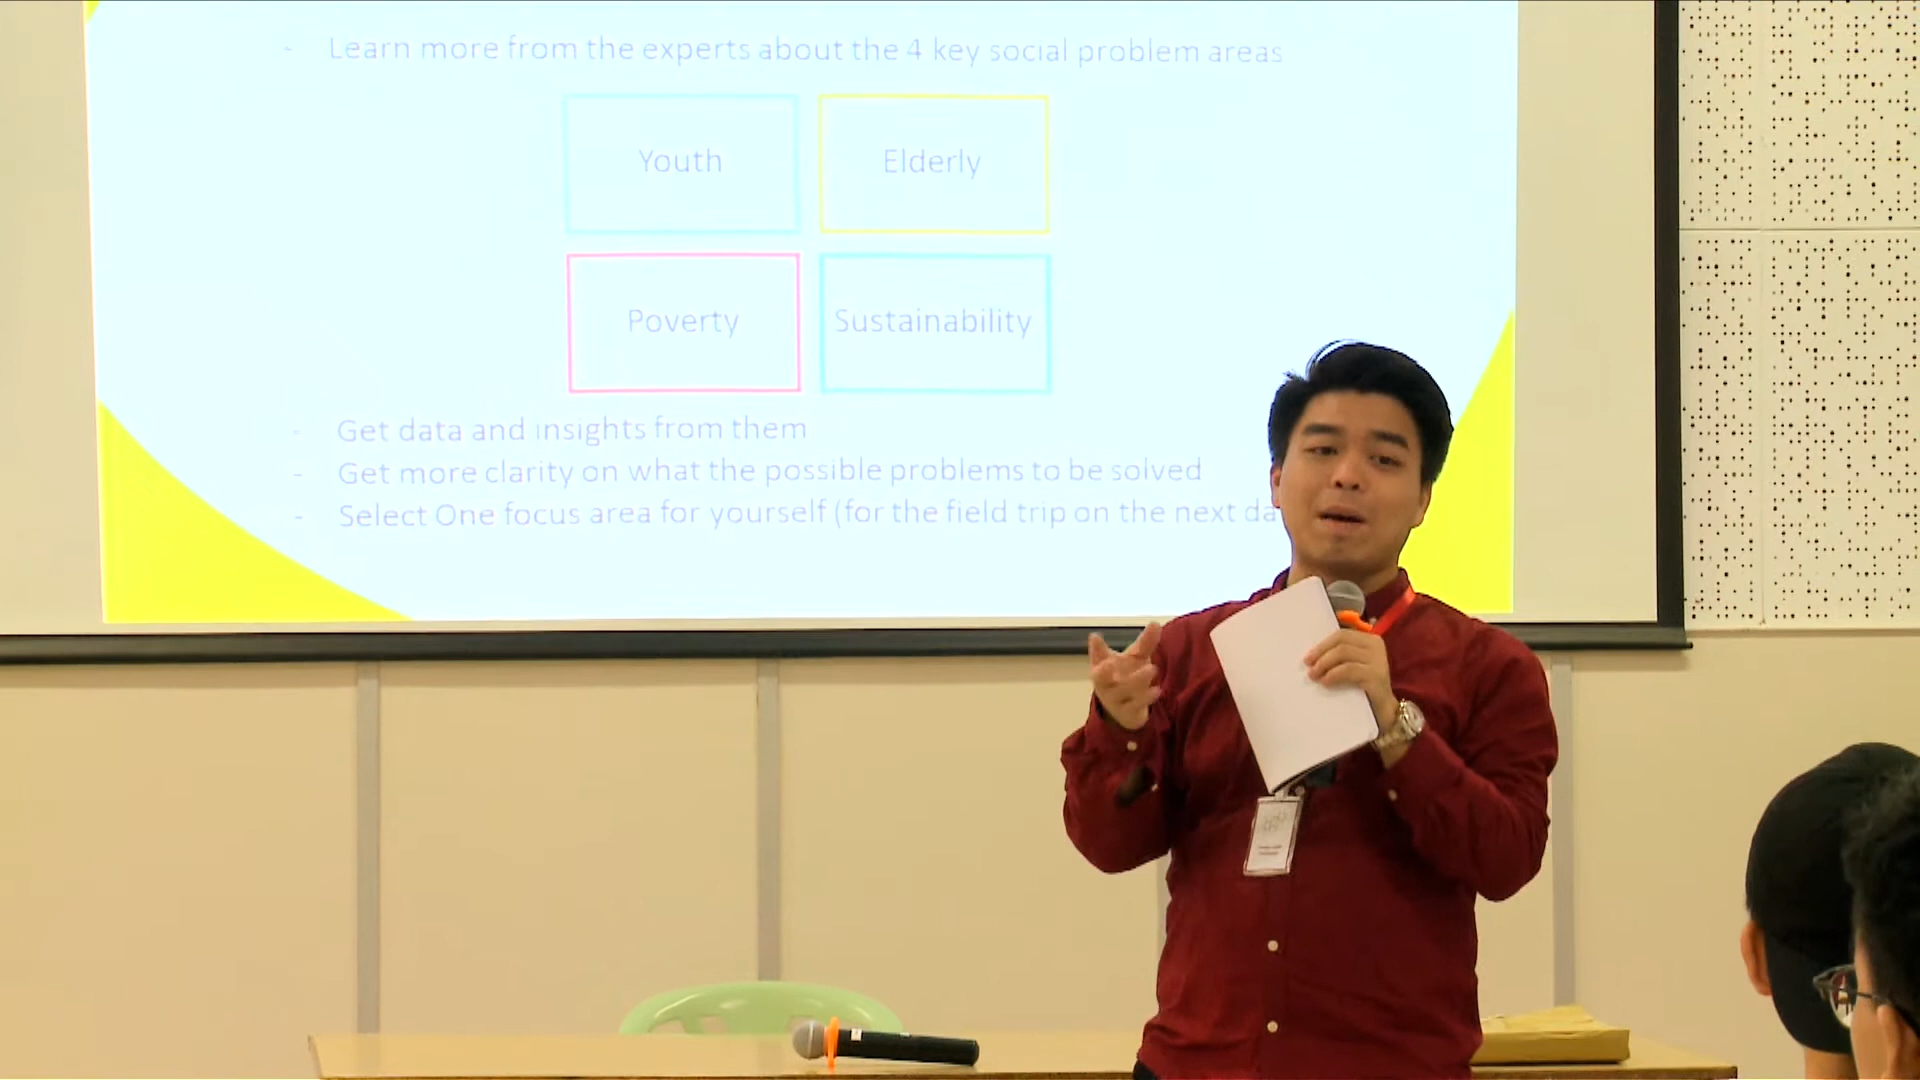 - Learn more from the experts about the 4 key social problem areas
Youth
Elderly
Poverty
Sustainability
- Get data and insights from them
- Get more clarity on what the possible problems to be solved
- Select One focus area for yourself (for the field trip on the next da